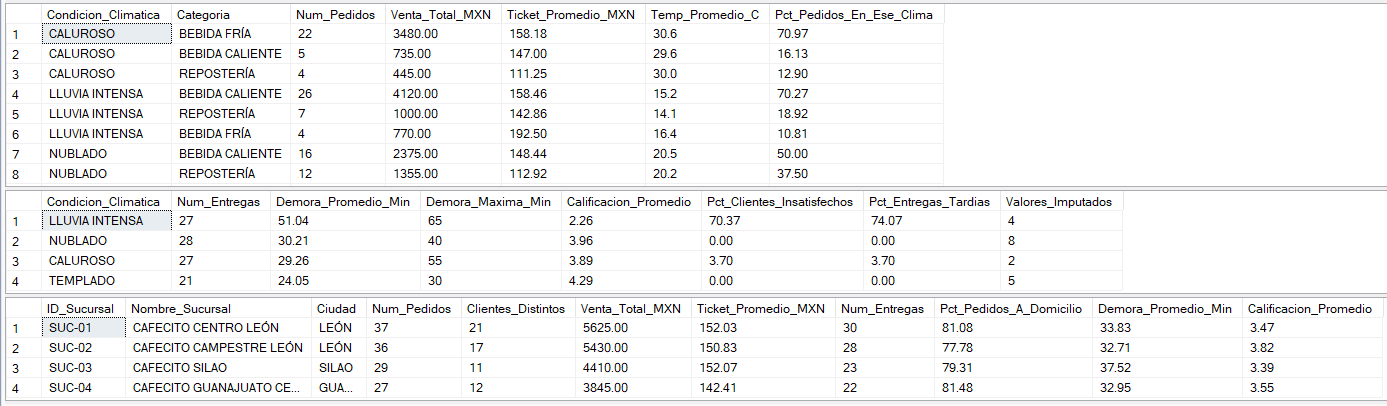 Condicion_Climatica Categoria Num_Pedidos Venta_Total_MXN Ticket_Promedio_MXN Temp_Promedio_C Pct_Pedidos_En_Ese_Clima
1 CALUROSO BEBIDA FRÍA 22 3480.00 158.18 30.6 70.97
2 CALUROSO BEBIDA CALIENTE 5 735.00 147.00 29.6 16.13
3 CALUROSO REPOSTERÍA 4 445.00 111.25 30.0 12.90
4 LLUVIA INTENSA BEBIDA CALIENTE 26 4120.00 158.46 15.2 70.27
5 LLUVIA INTENSA REPOSTERÍA 7 1000.00 142.86 14.1 18.92
6 LLUVIA INTENSA BEBIDA FRÍA 4 770.00 192.50 16.4 10.81
7 NUBLADO BEBIDA CALIENTE 16 2375.00 148.44 20.5 50.00
8 NUBLADO REPOSTERÍA 12 1355.00 112.92 20.2 37.50
Condicion_Climatica Num_Entregas Demora_Promedio_Min Demora_Maxima_Min Calificacion_Promedio Pct_Clientes_Insatisfechos Pct_Entregas_Tardias Valores_Imputados
1 LLUVIA INTENSA 27 51.04 65 2.26 70.37 74.07 4
2 NUBLADO 28 30.21 40 3.96 0.00 0.00 8
3 CALUROSO 27 29.26 55 3.89 3.70 3.70 2
4 TEMPLADO 21 24.05 30 4.29 0.00 0.00 5
ID_Sucursal Nombre_Sucursal Ciudad Num_Pedidos Clientes_Distintos Venta_Total_MXN Ticket_Promedio_MXN Num_Entregas Pct_Pedidos_A_Domicilio Demora_Promedio_Min Calificacion_Promedio
1 SUC-01 CAFECITO CENTRO LEÓN LEÓN 37 21 5625.00 152.03 30 81.08 33.83 3.47
2 SUC-02 CAFECITO CAMPESTRE LEÓN LEÓN 36 17 5430.00 150.83 28 77.78 32.71 3.82
3 SUC-03 CAFECITO SILAO SILAO 29 11 4410.00 152.07 23 79.31 37.52 3.39
4 SUC-04 CAFECITO GUANAJUATO CE... GUA... 27 12 3845.00 142.41 22 81.48 32.95 3.55